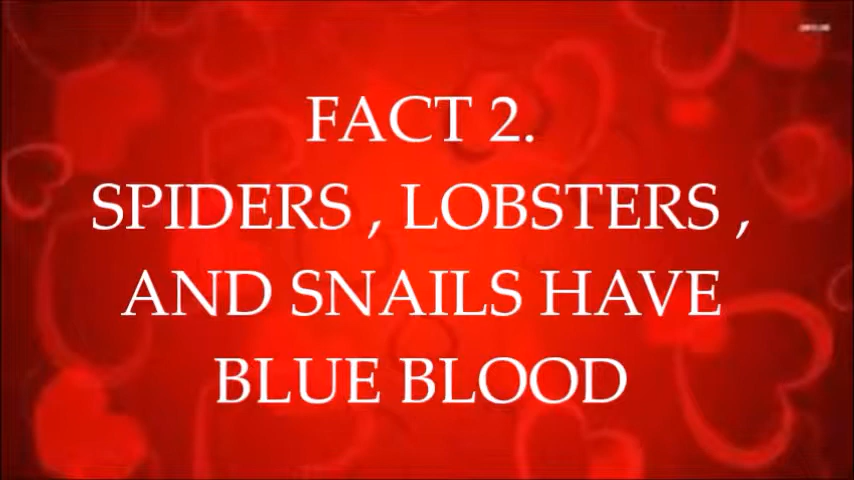 FACT 2.
SPIDERS , LOBSTERS ,
AND SNAILS HAVE
BLUE BLOOD